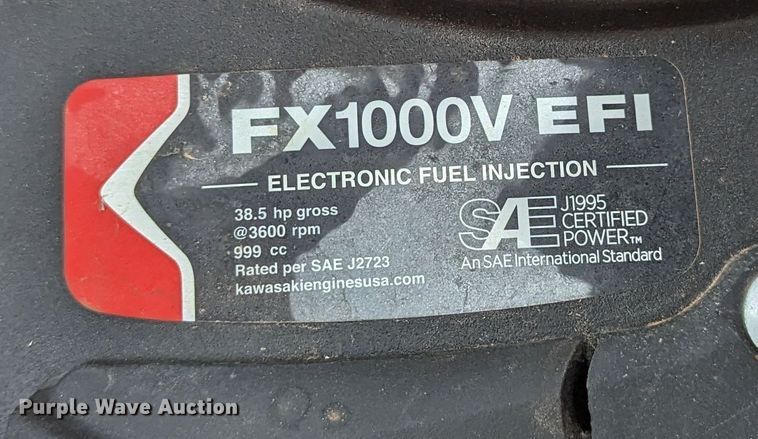 FX1000V EFI
ELECTRONIC FUEL INJECTION
38.5 hp gross
@3600 rpm
999 cc
Rated per SAE J2723
kawasakienginesusa.com
SAE
J1995
CERTIFIED
POWER™
An SAE International Standard
Purple Wave Auction